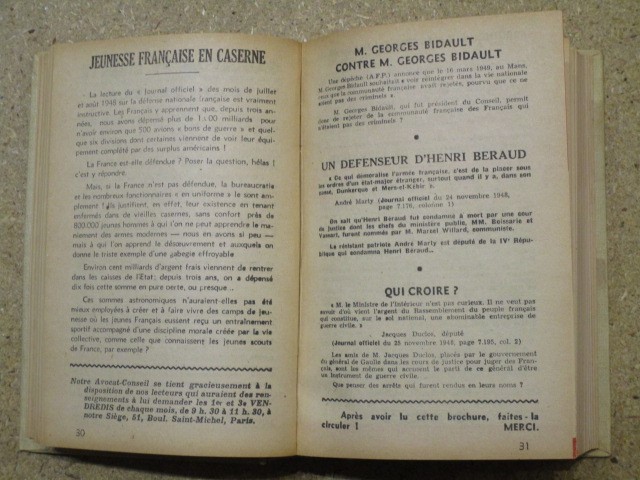 JEUNESSE FRANÇAISE EN CASERNE
La lecture du « Journal officiel » des mois de juillet
et août 1948 sur la défense nationale française est vraiment
instructive. Les Français y apprennent que, depuis trois an-
nées, nous avons dépensé plus de milliards pour
n'avoir environ que 500 avions « bons de guerre » et quel-
que six divisions dont certaines viennent de voir leur équi-
pement complété par des surplus américains !
La France est-elle défendue ? Poser la question, hélas !
c'est y répondre.
Mais, si la France n'est pas défendue, la bureaucratie
et les nombreux fonctionnaires « en uniforme » le sont am-
plement ! Ils justifient, en effet, leur existence en tenant
enfermés dans de vieilles casernes, sans confort près de
800.000 jeunes hommes à qui l'on ne peut apprendre le ma-
niement des armes modernes — nous en avons si peu —
mais à qui l'on apprend le désœuvrement et auxquels on
donne le triste exemple d'une gabegie effroyable
Environ cent milliards d'argent frais viennent de rentrer
dans les caisses de l'État ; depuis trois ans, on a dépensé
dix fois cette somme en pure perte, ou presque..
Ces sommes astronomiques n'auraient-elles pas été
mieux employées à créer et à faire vivre des camps de jeu-
nesse où les jeunes Français eussent reçu un entraînement
sportif accompagné d'une discipline morale créée par la vie
collective, comme celle que connaissent les jeunes scouts
de France, par exemple ?
Notre Avocat-Conseil se tient gracieusement à la
disposition de nos lecteurs qui auraient des ren-
seignements à lui demander les 1er et 3e VEN-
DREDIS de chaque mois, de 9 h. 30 à 11 h. 30, à
notre Siège, 51, Boul. Saint-Michel, Paris.
30
M. GEORGES BIDAULT
CONTRE M. GEORGES BIDAULT
Une dépêche (A.F.P.) annonce que le 16 mars 1949, au Mans,
M. Georges Bidault souhaitait « voir réintégrer dans la vie nationale
ceux que la communauté française avait rejetés, pourvu que ce ne
soient pas des criminels ».
M. Georges Bidault, qui fut président du Conseil, permit
donc de rejeter de la communauté française des Français qui
n'étaient pas des criminels ?
UN DEFENSEUR D'HENRI BERAUD
« Ce qui démoralise l'armée française, c'est de la placer sous
les ordres d'un état-major étranger, surtout quand il y a, dans son
passé, Dunkerque et Mers-el-Kébir ».
André Marty (Journal officiel du 24 novembre 1948,
page 7.178, colonne 1).
On sait qu'Henri Béraud fut condamné à mort par une cour
de justice dont les chefs du ministère public, MM. Boissarie et
Vassart, furent nommés par M. Marcel Willard, communiste.
Le résistant patriote André Marty est député de la IVe Répu-
blique qui condamna Henri Béraud...
QUI CROIRE ?
« M. le Ministre de l'Intérieur n'est pas curieux. Il ne veut pas
savoir d'où vient l'argent du Rassemblement du peuple français
qui constitue, sur le sol national, une abominable entreprise de
guerre civile. »
Jacques Duclos, député
(Journal officiel du 25 novembre 1948, page 7.195, col. 2)
Les amis de M. Jacques Duclos, placés par le gouvernement
du général de Gaulle dans les cours de justice pour juger des Fran-
çais, sont les mêmes qui accusent le parti de ce général d'être
un instrument de guerre civile.
Que penser des arrêts qui furent rendus en leurs noms ?
Après avoir lu cette brochure, faites-la
circuler ! MERCI.
31